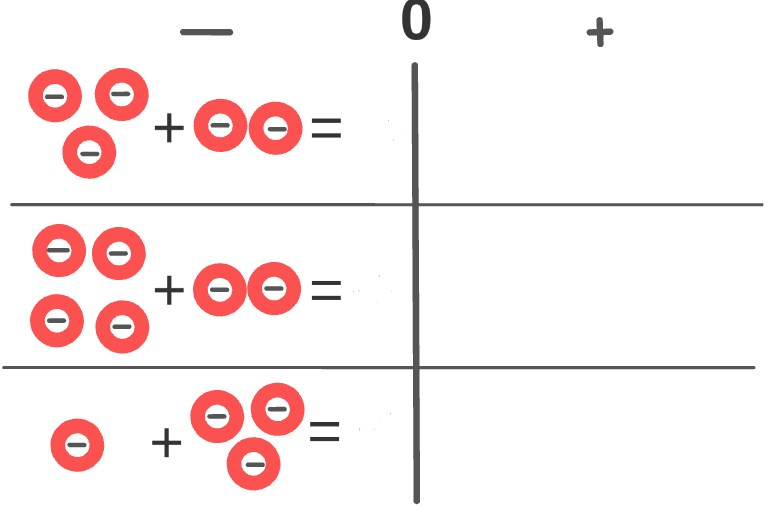 − 0 +
− − − + − − =
− − − − + − − =
− + − − − =